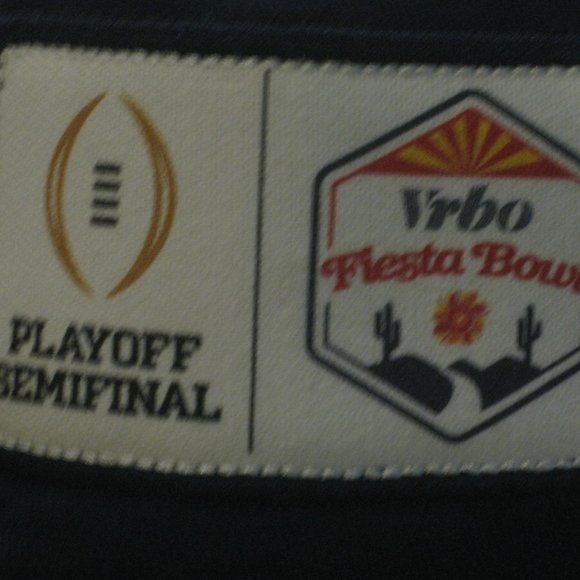 PLAYOFF
SEMIFINAL
Vrbo
Fiesta Bowl